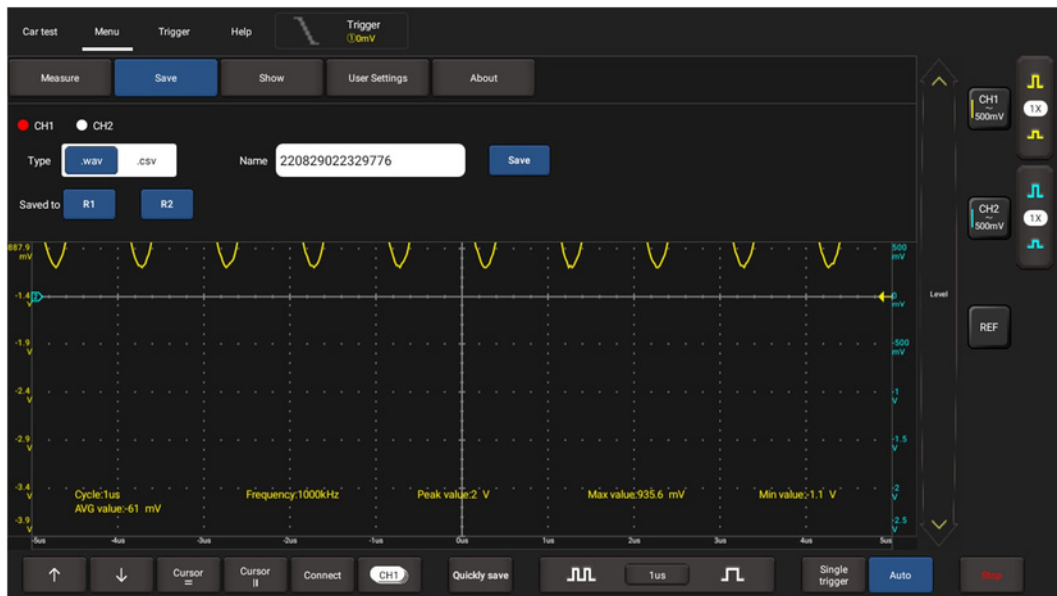 Car test Menu Trigger Help Trigger
①0mV
Measure Save Show User Settings About
CH1 CH2
Type .wav .csv Name 220829022329776 Save
Saved to R1 R2
CH1
500mV
1X
CH2
500mV
1X
REF
Level
887.9
mV
-1.4
V
-1.9
V
-2.4
V
-2.9
V
-3.4
V
-3.9
V
500
mV
0
mV
-500
mV
-1
V
-1.5
V
-2
V
-2.5
V
Cycle:1us Frequency:1000kHz Peak value:2 V Max value:935.6 mV Min value:-1.1 V
AVG value:-61 mV
-5us -4us -3us -2us -1us 0us 1us 2us 3us 4us 5us
Cursor Cursor Connect CH1 Quickly save 1us Single
trigger Auto Stop